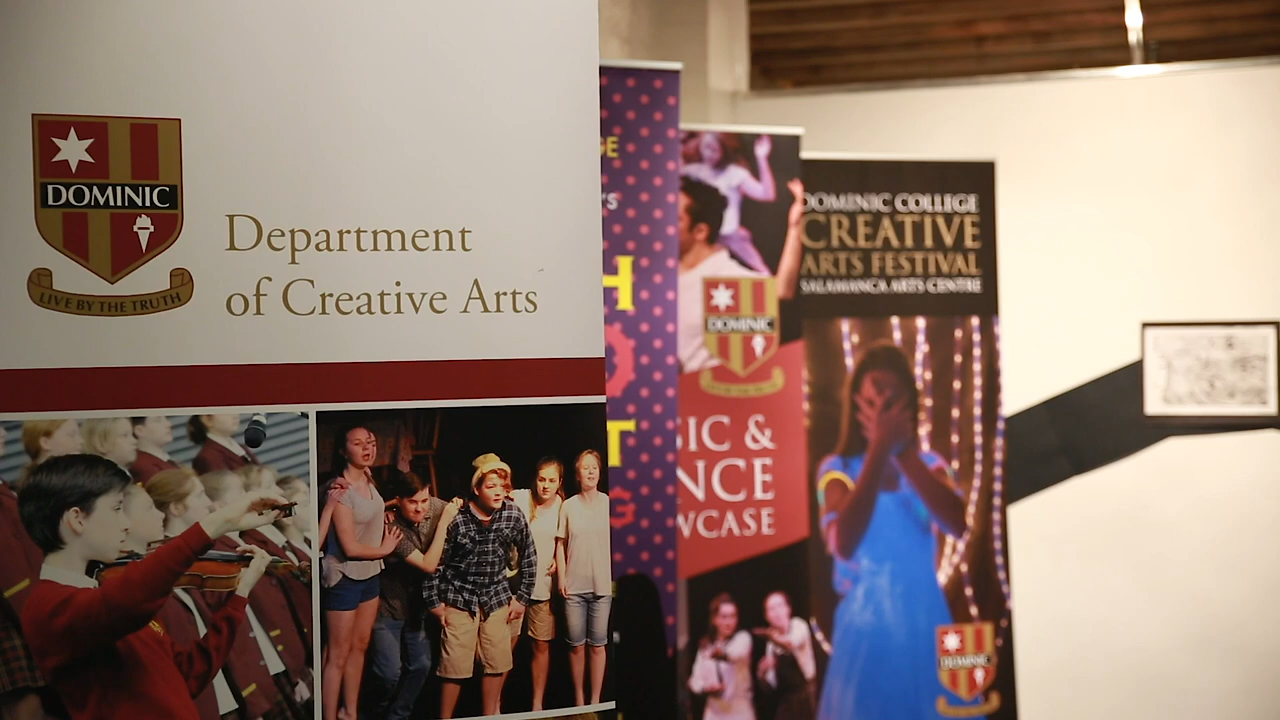 DOMINIC
LIVE BY THE TRUTH
Department
of Creative Arts
GE
'S
H
T
G
DOMINIC
SIC &
NCE
WCASE
DOMINIC COLLEGE
CREATIVE
ARTS FESTIVAL
SALAMANCA ARTS CENTRE
DOMINIC